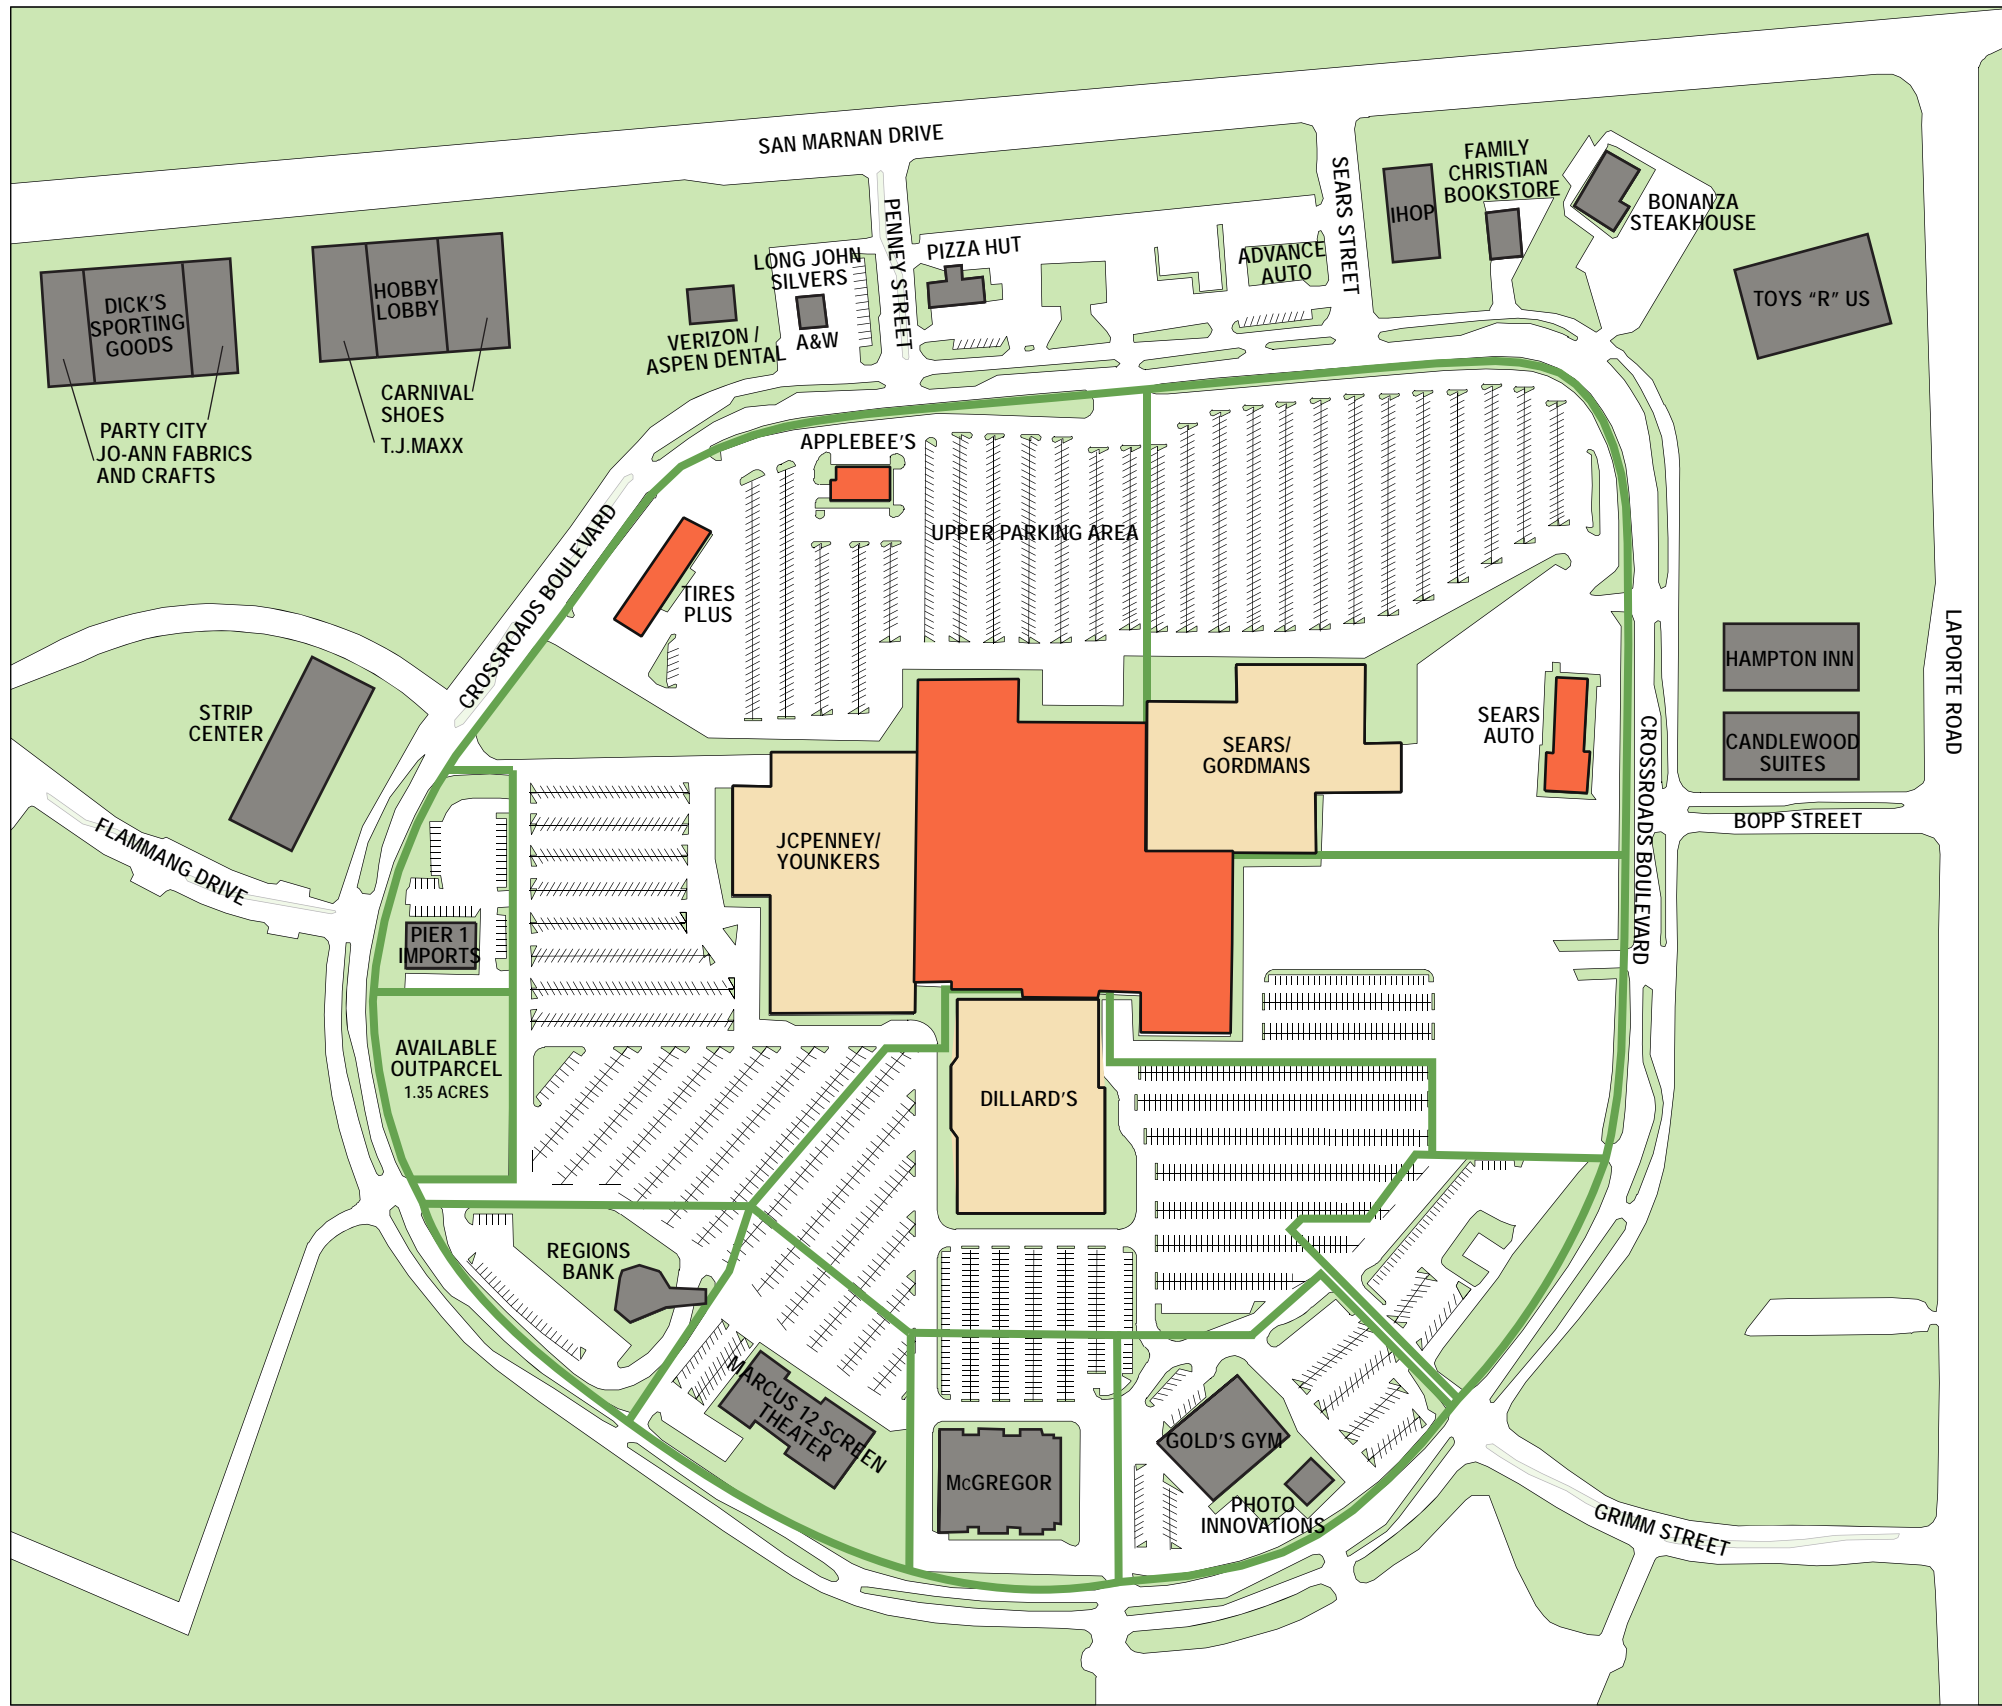 SAN MARNAN DRIVE
PENNEY STREET
SEARS STREET
FAMILY
CHRISTIAN
BOOKSTORE
IHOP
BONANZA
STEAKHOUSE
TOYS “R” US
ADVANCE
AUTO
PIZZA HUT
LONG JOHN
SILVERS
A&W
VERIZON /
ASPEN DENTAL
HOBBY
LOBBY
DICK'S
SPORTING
GOODS
CARNIVAL
SHOES
T.J.MAXX
PARTY CITY
JO-ANN FABRICS
AND CRAFTS
APPLEBEE'S
UPPER PARKING AREA
TIRES
PLUS
CROSSROADS BOULEVARD
STRIP
CENTER
FLAMMANG DRIVE
HAMPTON INN
CANDLEWOOD
SUITES
LAPORTE ROAD
BOPP STREET
CROSSROADS BOULEVARD
SEARS
AUTO
SEARS/
GORDMANS
JCPENNEY/
YOUNKERS
PIER 1
IMPORTS
AVAILABLE
OUTPARCEL
1.35 ACRES
DILLARD'S
REGIONS
BANK
MARCUS 12 SCREEN
THEATER
McGREGOR
GOLD'S GYM
PHOTO
INNOVATIONS
GRIMM STREET